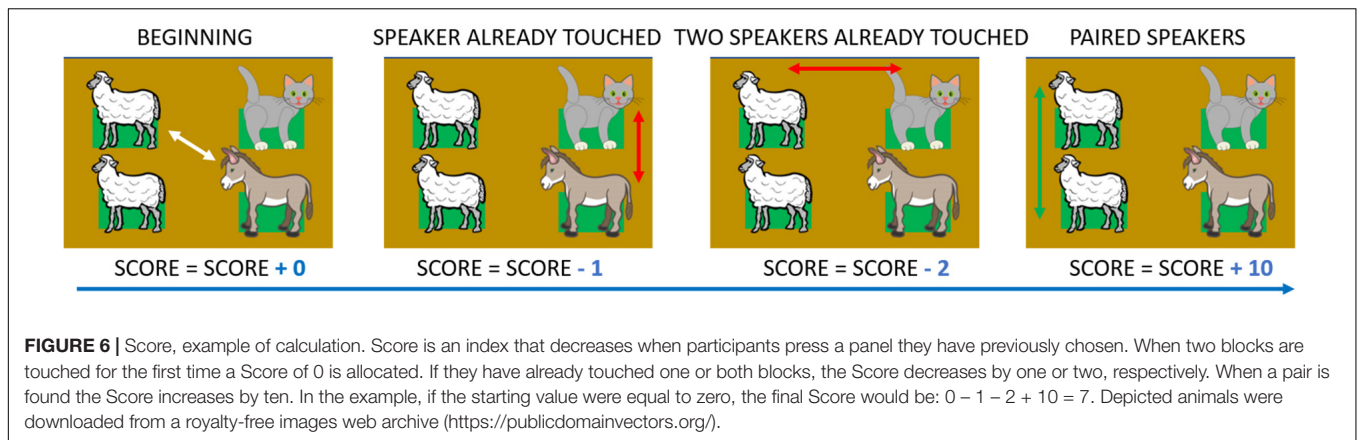 BEGINNING
SPEAKER ALREADY TOUCHED
TWO SPEAKERS ALREADY TOUCHED
PAIRED SPEAKERS
SCORE = SCORE + 0
SCORE = SCORE - 1
SCORE = SCORE - 2
SCORE = SCORE + 10
FIGURE 6 | Score, example of calculation. Score is an index that decreases when participants press a panel they have previously chosen. When two blocks are
touched for the first time a Score of 0 is allocated. If they have already touched one or both blocks, the Score decreases by one or two, respectively. When a pair is
found the Score increases by ten. In the example, if the starting value were equal to zero, the final Score would be: 0 – 1 – 2 + 10 = 7. Depicted animals were
downloaded from a royalty-free images web archive (https://publicdomainvectors.org/).